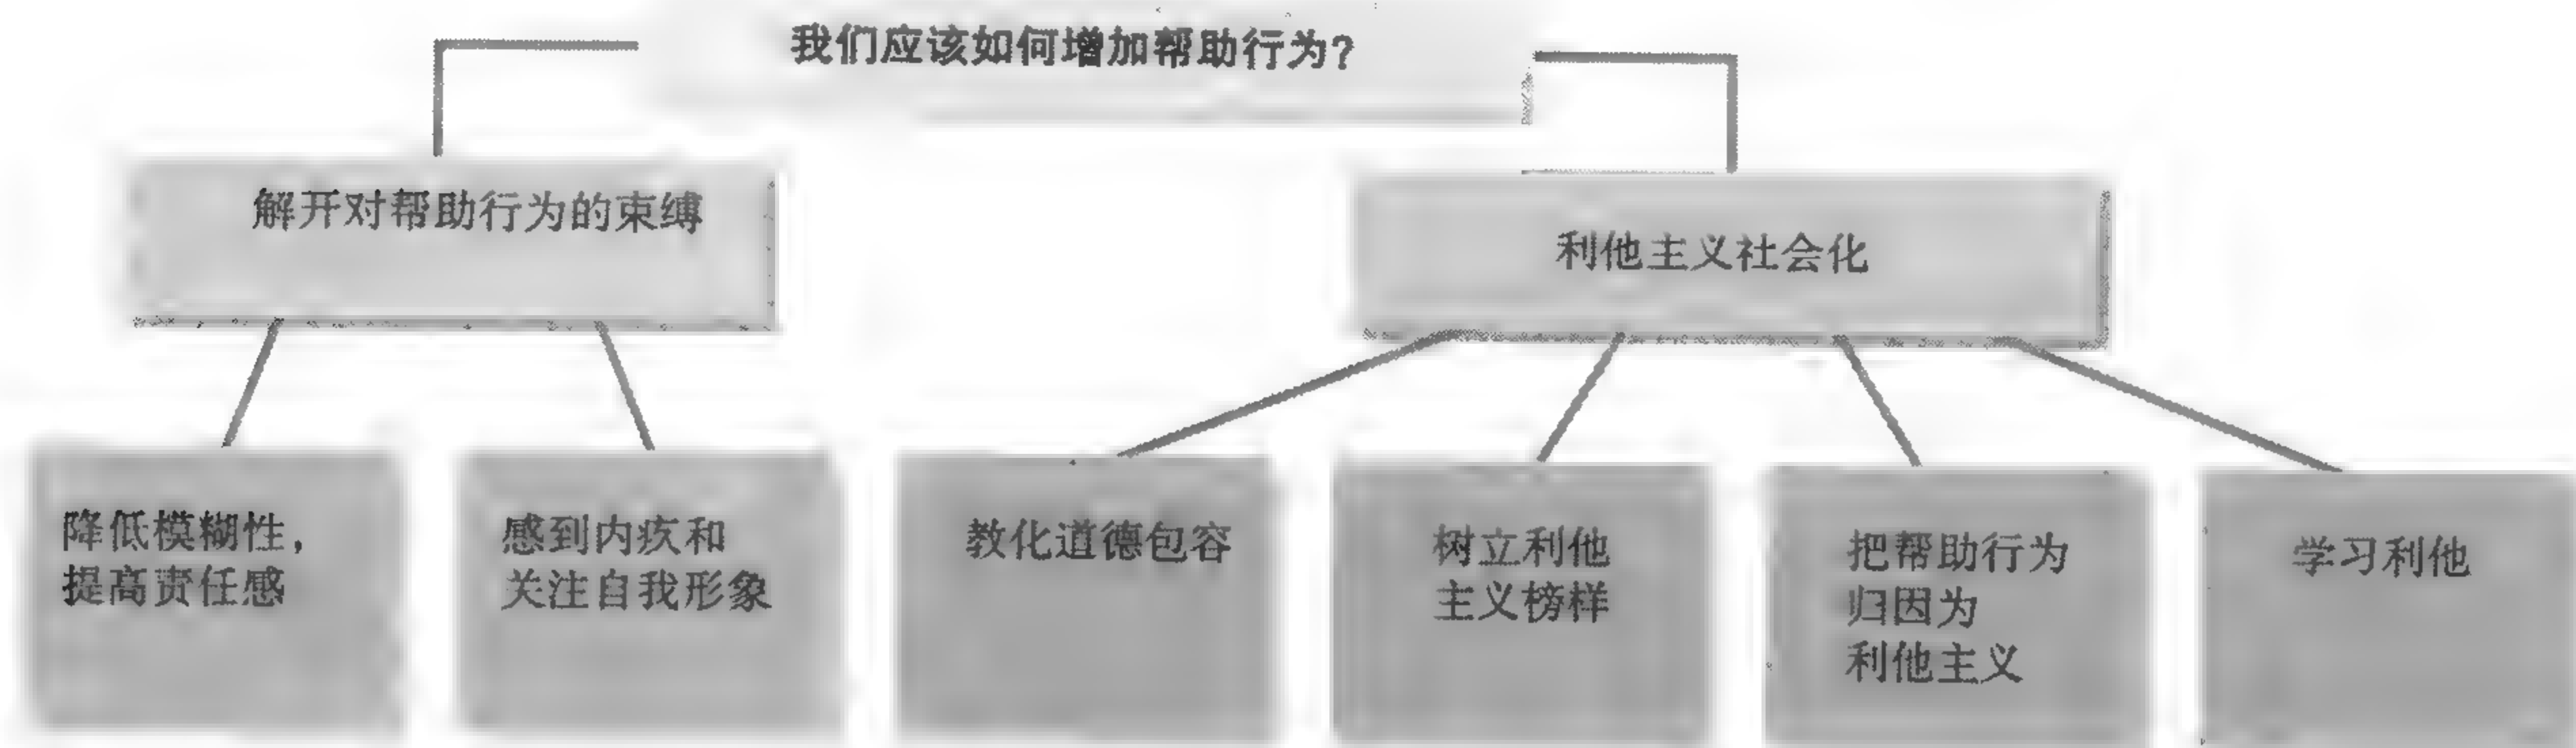 我们应该如何增加帮助行为?
解开对帮助行为的束缚
利他主义社会化
降低模糊性,
提高责任感
感到内疚和
关注自我形象
教化道德包容
树立利他
主义榜样
把帮助行为
归因为
利他主义
学习利他